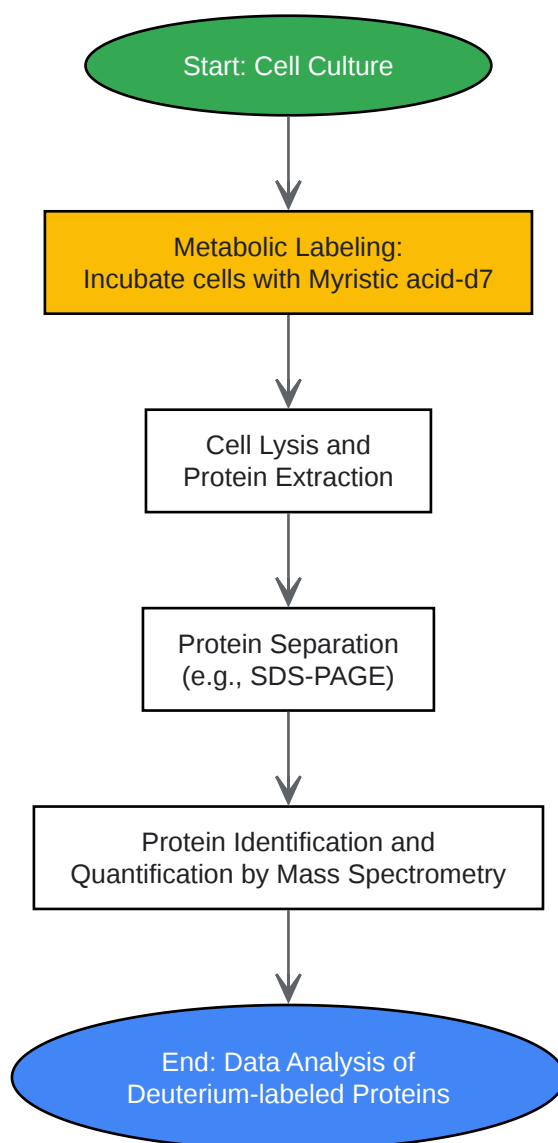 Start: Cell Culture
Metabolic Labeling:
Incubate cells with Myristic acid-d7
Cell Lysis and
Protein Extraction
Protein Separation
(e.g., SDS-PAGE)
Protein Identification and
Quantification by Mass Spectrometry
End: Data Analysis of
Deuterium-labeled Proteins